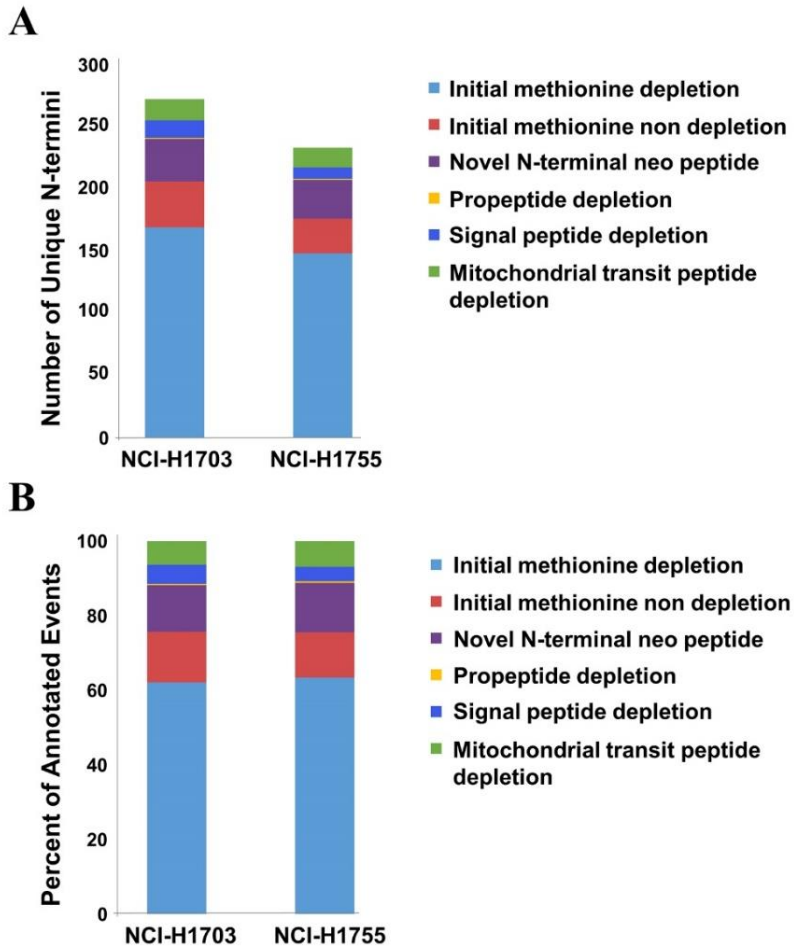 A
Number of Unique N-termini
300
250
200
150
100
50
0
NCI-H1703
NCI-H1755
Initial methionine depletion
Initial methionine non depletion
Novel N-terminal neo peptide
Propeptide depletion
Signal peptide depletion
Mitochondrial transit peptide
depletion
B
Percent of Annotated Events
100
80
60
40
20
0
NCI-H1703
NCI-H1755
Initial methionine depletion
Initial methionine non depletion
Novel N-terminal neo peptide
Propeptide depletion
Signal peptide depletion
Mitochondrial transit peptide
depletion